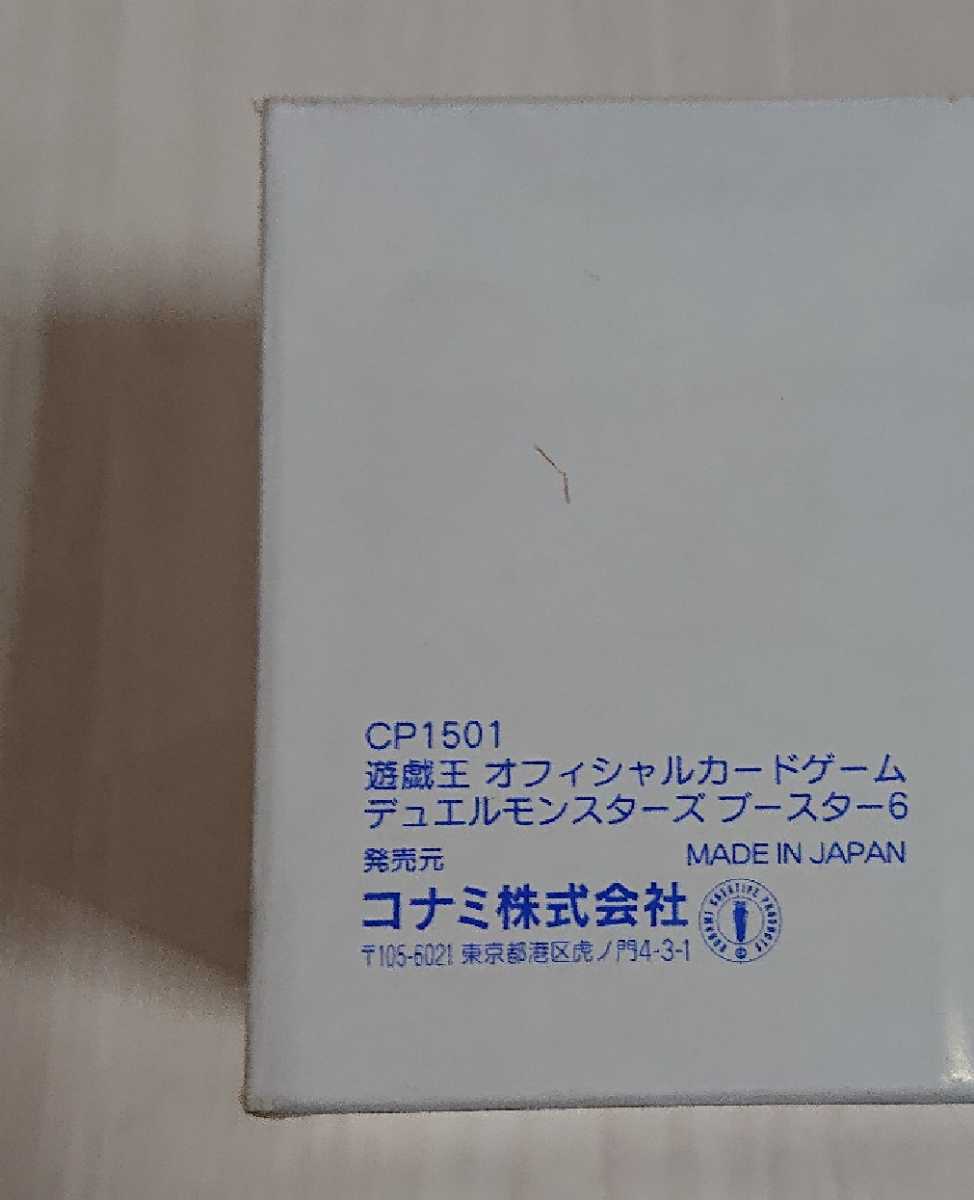 CP1501
遊戯王 オフィシャルカードゲーム
デュエルモンスターズ ブースター6
発売元
MADE IN JAPAN
コナミ株式会社
KONAMI CREATIVE PRODUCTS
〒105-6021 東京都港区虎ノ門4-3-1